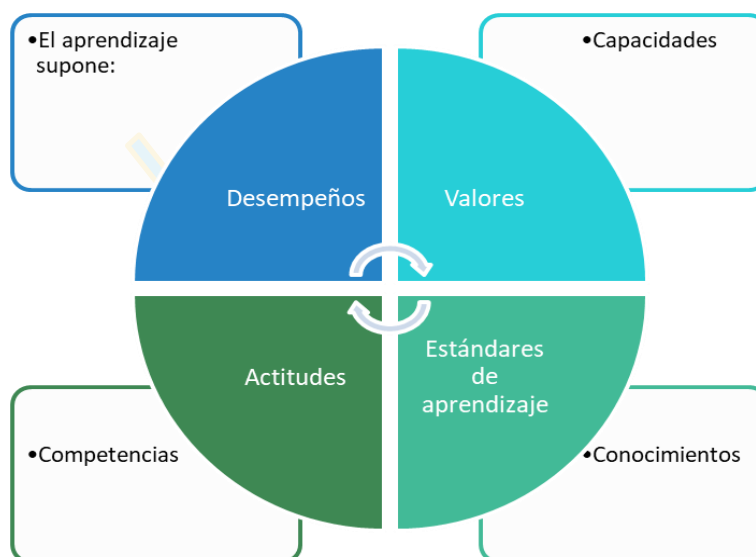 •El aprendizaje
supone:
•Capacidades
Desempeños
Valores
Actitudes
Estándares
de
aprendizaje
•Competencias
•Conocimientos